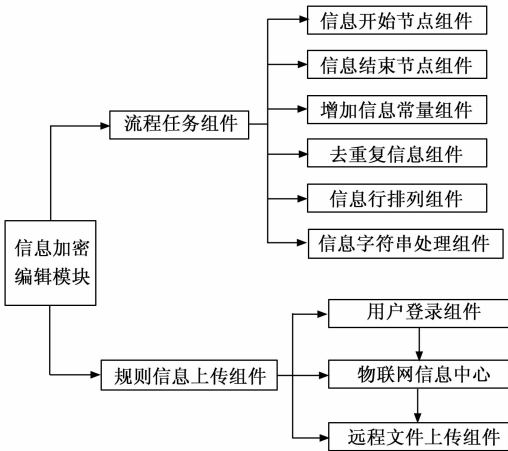 信息开始节点组件
信息结束节点组件
流程任务组件
增加信息常量组件
去重复信息组件
信息行排列组件
信息字符串处理组件
信息加密
编辑模块
用户登录组件
规则信息上传组件
物联网信息中心
远程文件上传组件